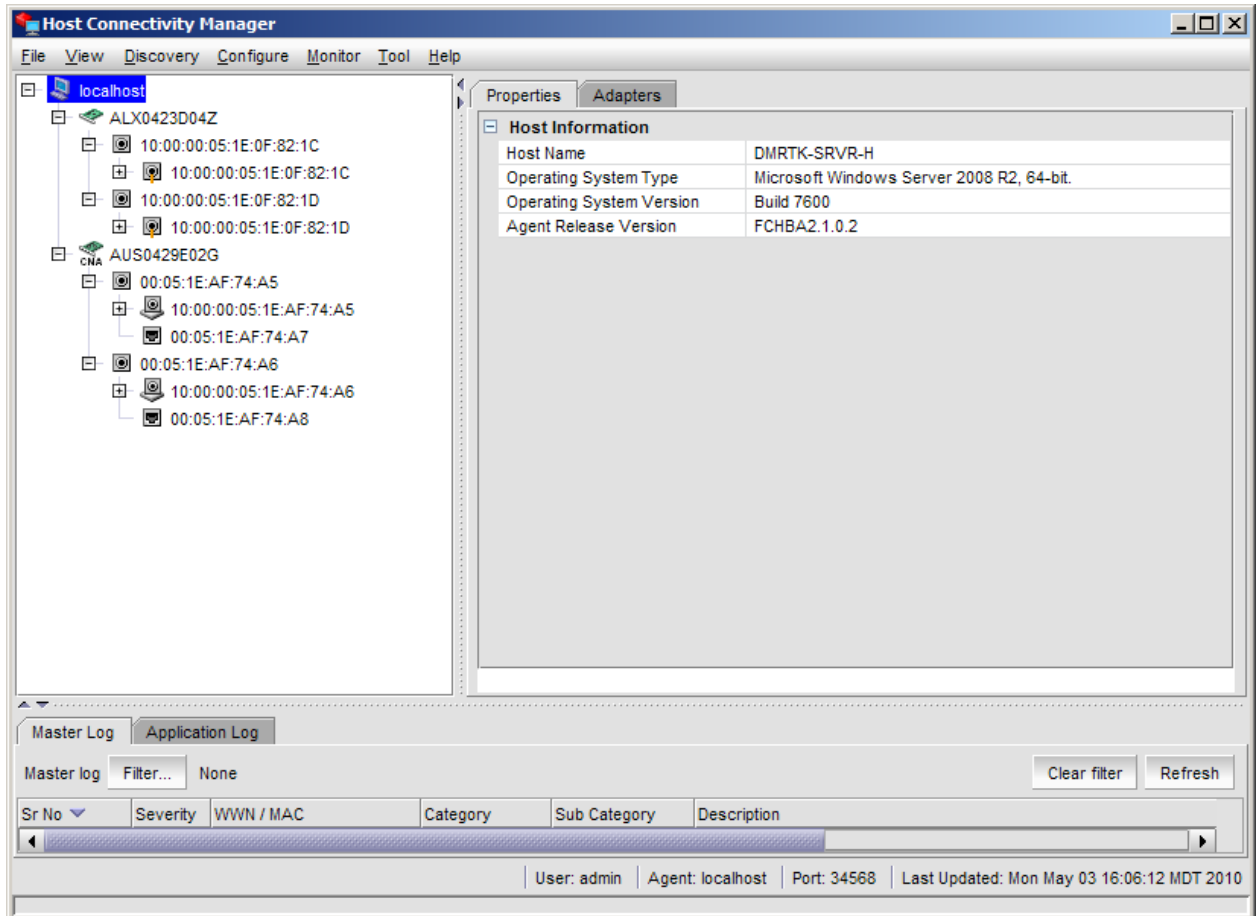 Host Connectivity Manager
File View Discovery Configure Monitor Tool Help
localhost
ALX0423D04Z
10:00:00:05:1E:0F:82:1C
10:00:00:05:1E:0F:82:1C
10:00:00:05:1E:0F:82:1D
10:00:00:05:1E:0F:82:1D
CNA AUS0429E02G
00:05:1E:AF:74:A5
10:00:00:05:1E:AF:74:A5
00:05:1E:AF:74:A7
00:05:1E:AF:74:A6
10:00:00:05:1E:AF:74:A6
00:05:1E:AF:74:A8
Properties Adapters
Host Information
Host Name DMRTK-SRVR-H
Operating System Type Microsoft Windows Server 2008 R2, 64-bit.
Operating System Version Build 7600
Agent Release Version FCHBA2.1.0.2
Master Log Application Log
Master log Filter... None Clear filter Refresh
Sr No Severity WWN / MAC Category Sub Category Description
User: admin Agent: localhost Port: 34568 Last Updated: Mon May 03 16:06:12 MDT 2010